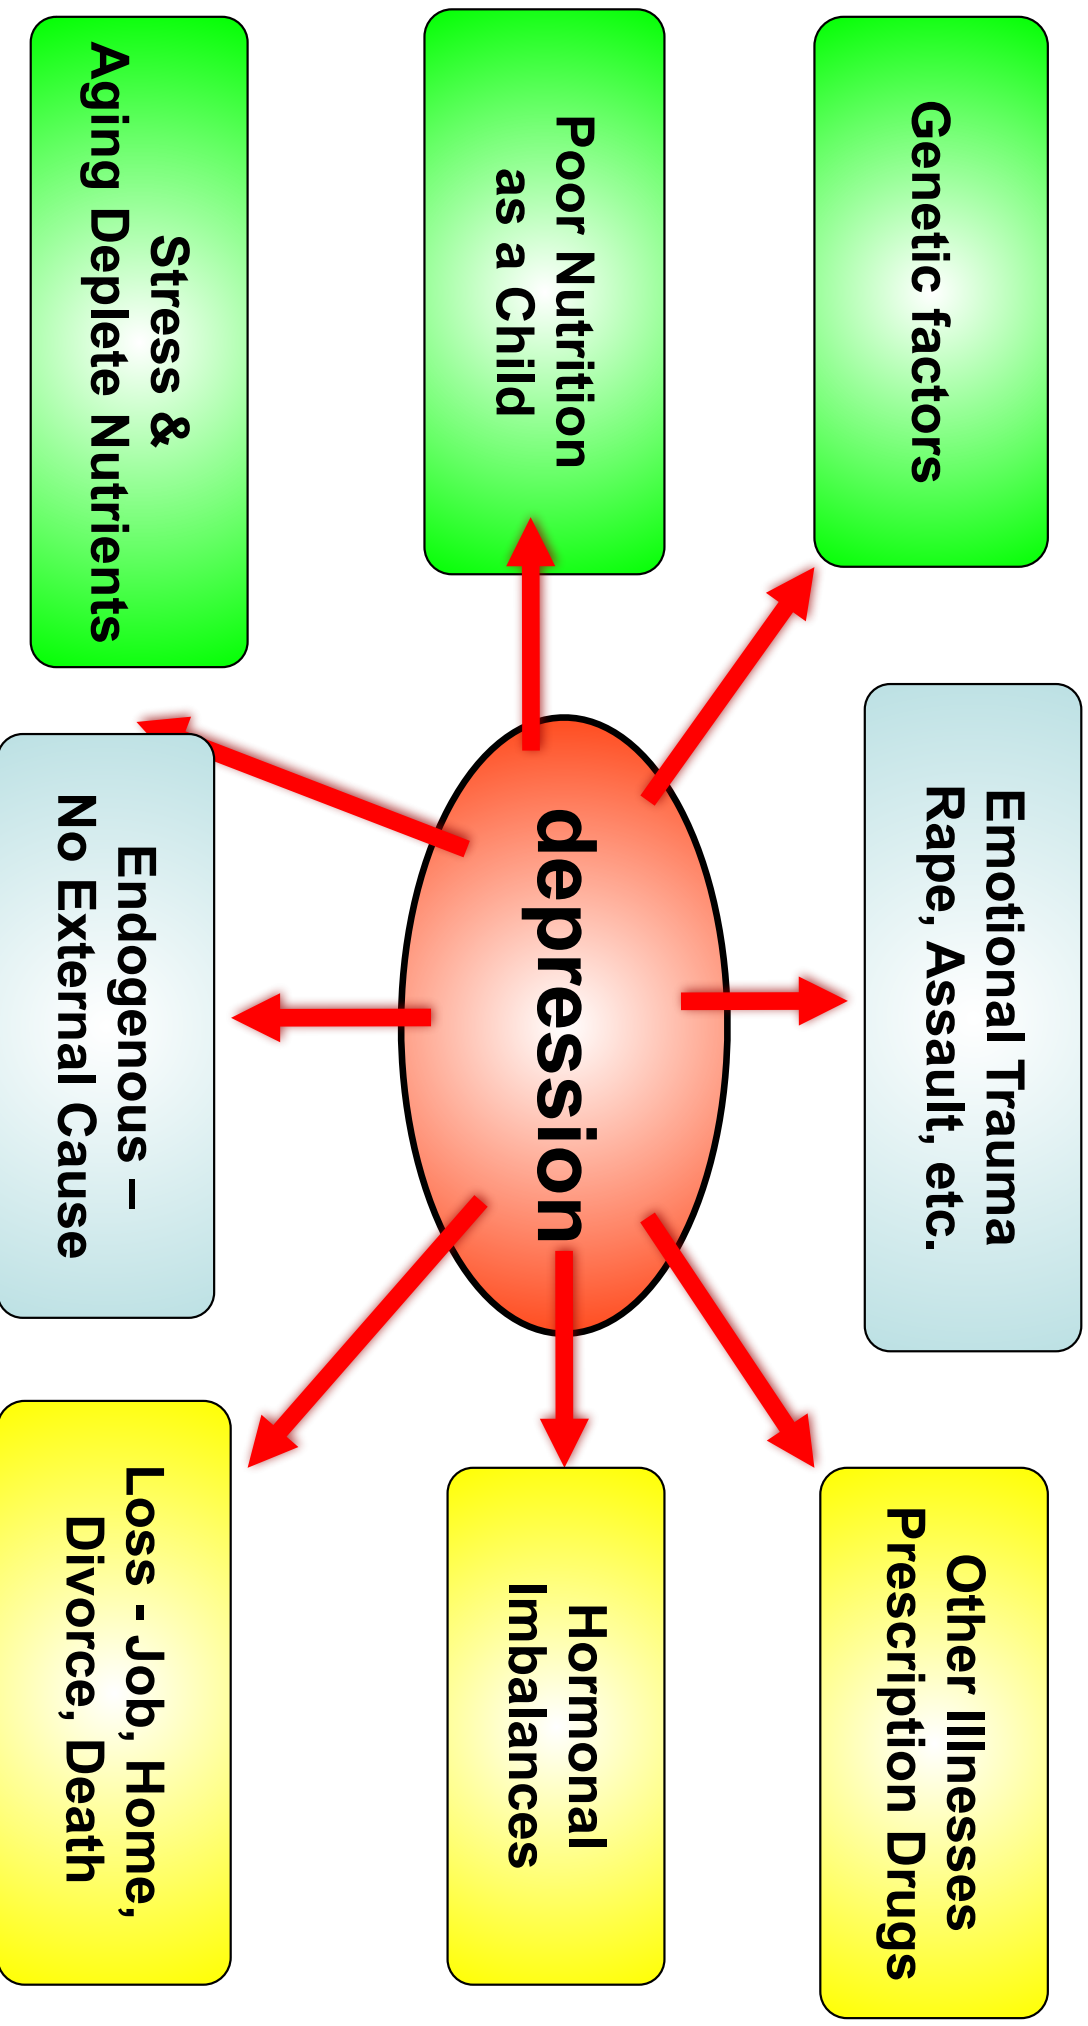 Genetic factors
Emotional Trauma
Rape, Assault, etc.
Other Illnesses
Prescription Drugs
Poor Nutrition
as a Child
depression
Hormonal
Imbalances
Stress &
Aging Deplete Nutrients
Endogenous –
No External Cause
Loss - Job, Home,
Divorce, Death